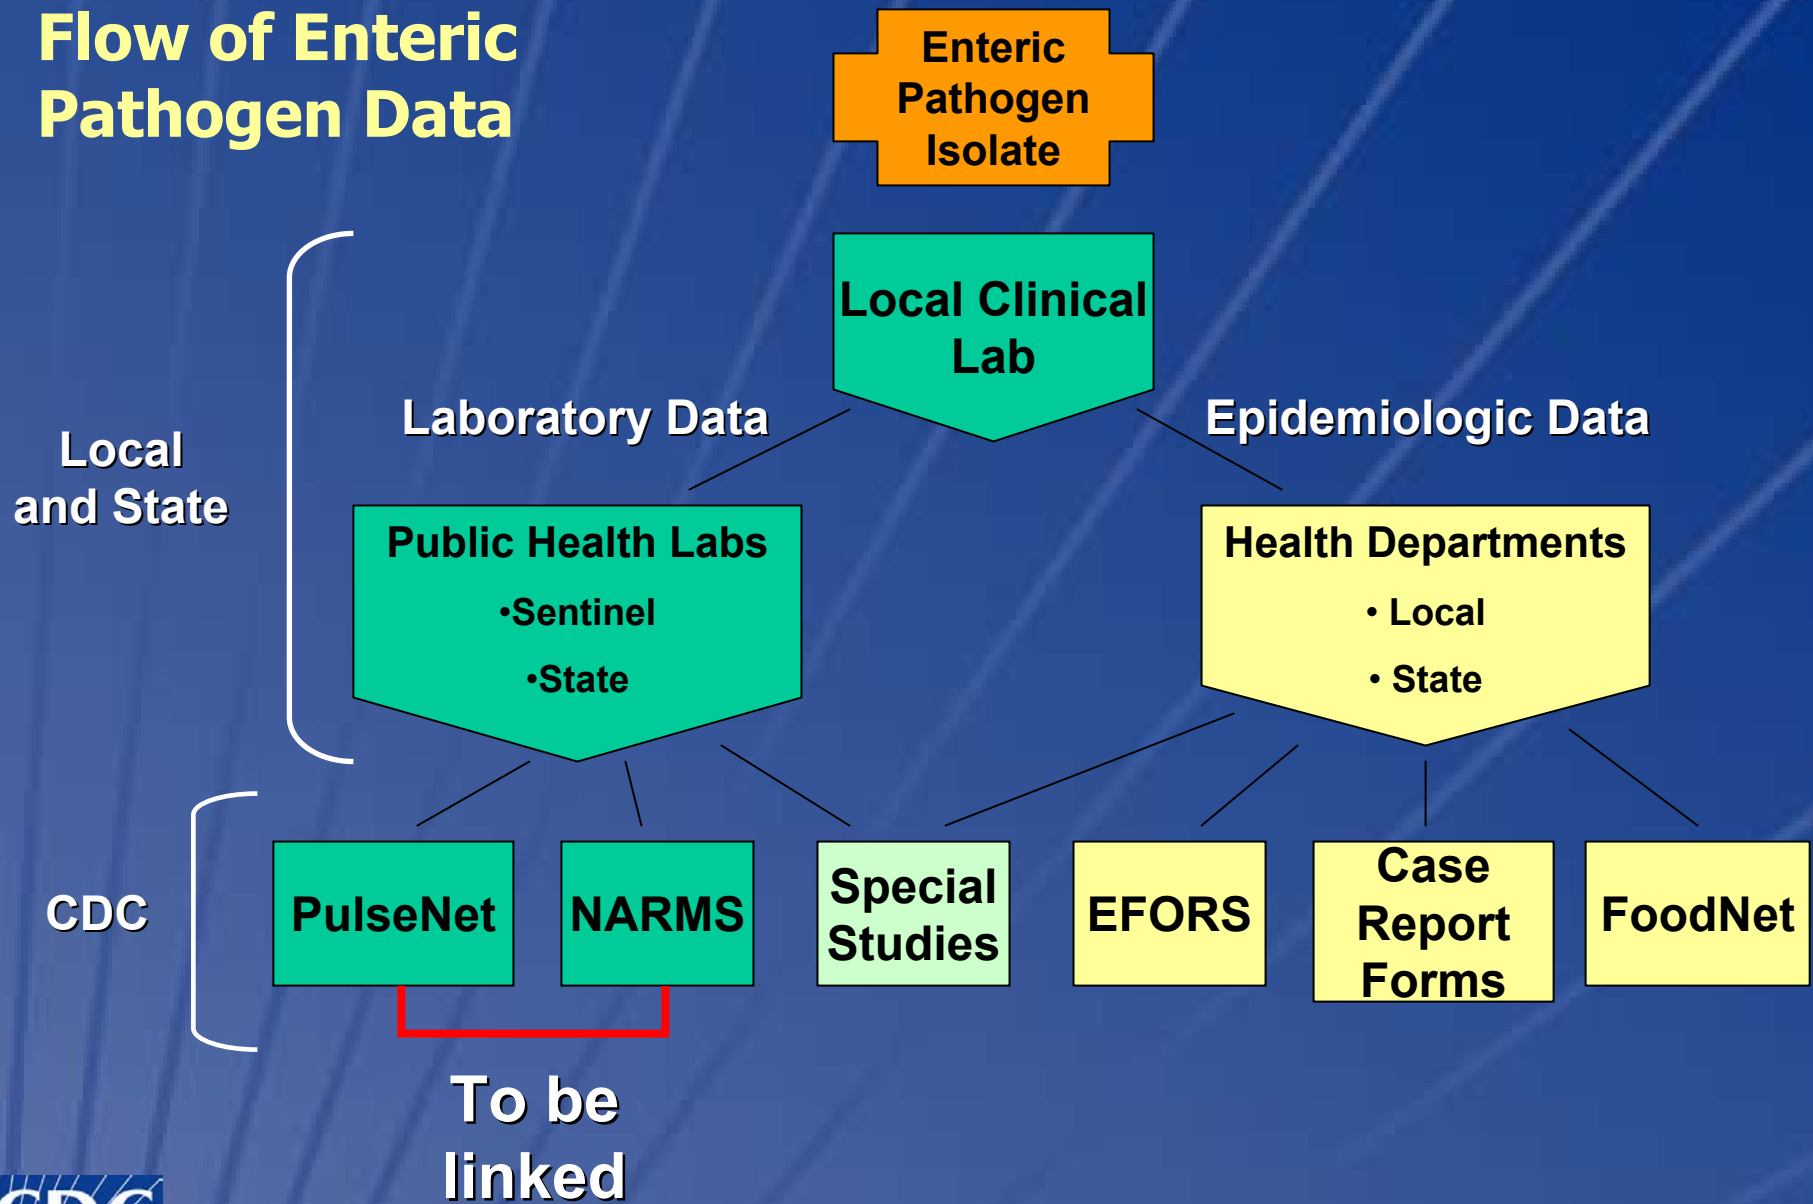 Flow of Enteric
Pathogen Data
Enteric
Pathogen
Isolate
Local Clinical
Lab
Laboratory Data
Epidemiologic Data
Local
and State
Public Health Labs
•Sentinel
•State
Health Departments
• Local
• State
CDC
PulseNet
NARMS
Special
Studies
EFORS
Case
Report
Forms
FoodNet
To be
linked
CDC